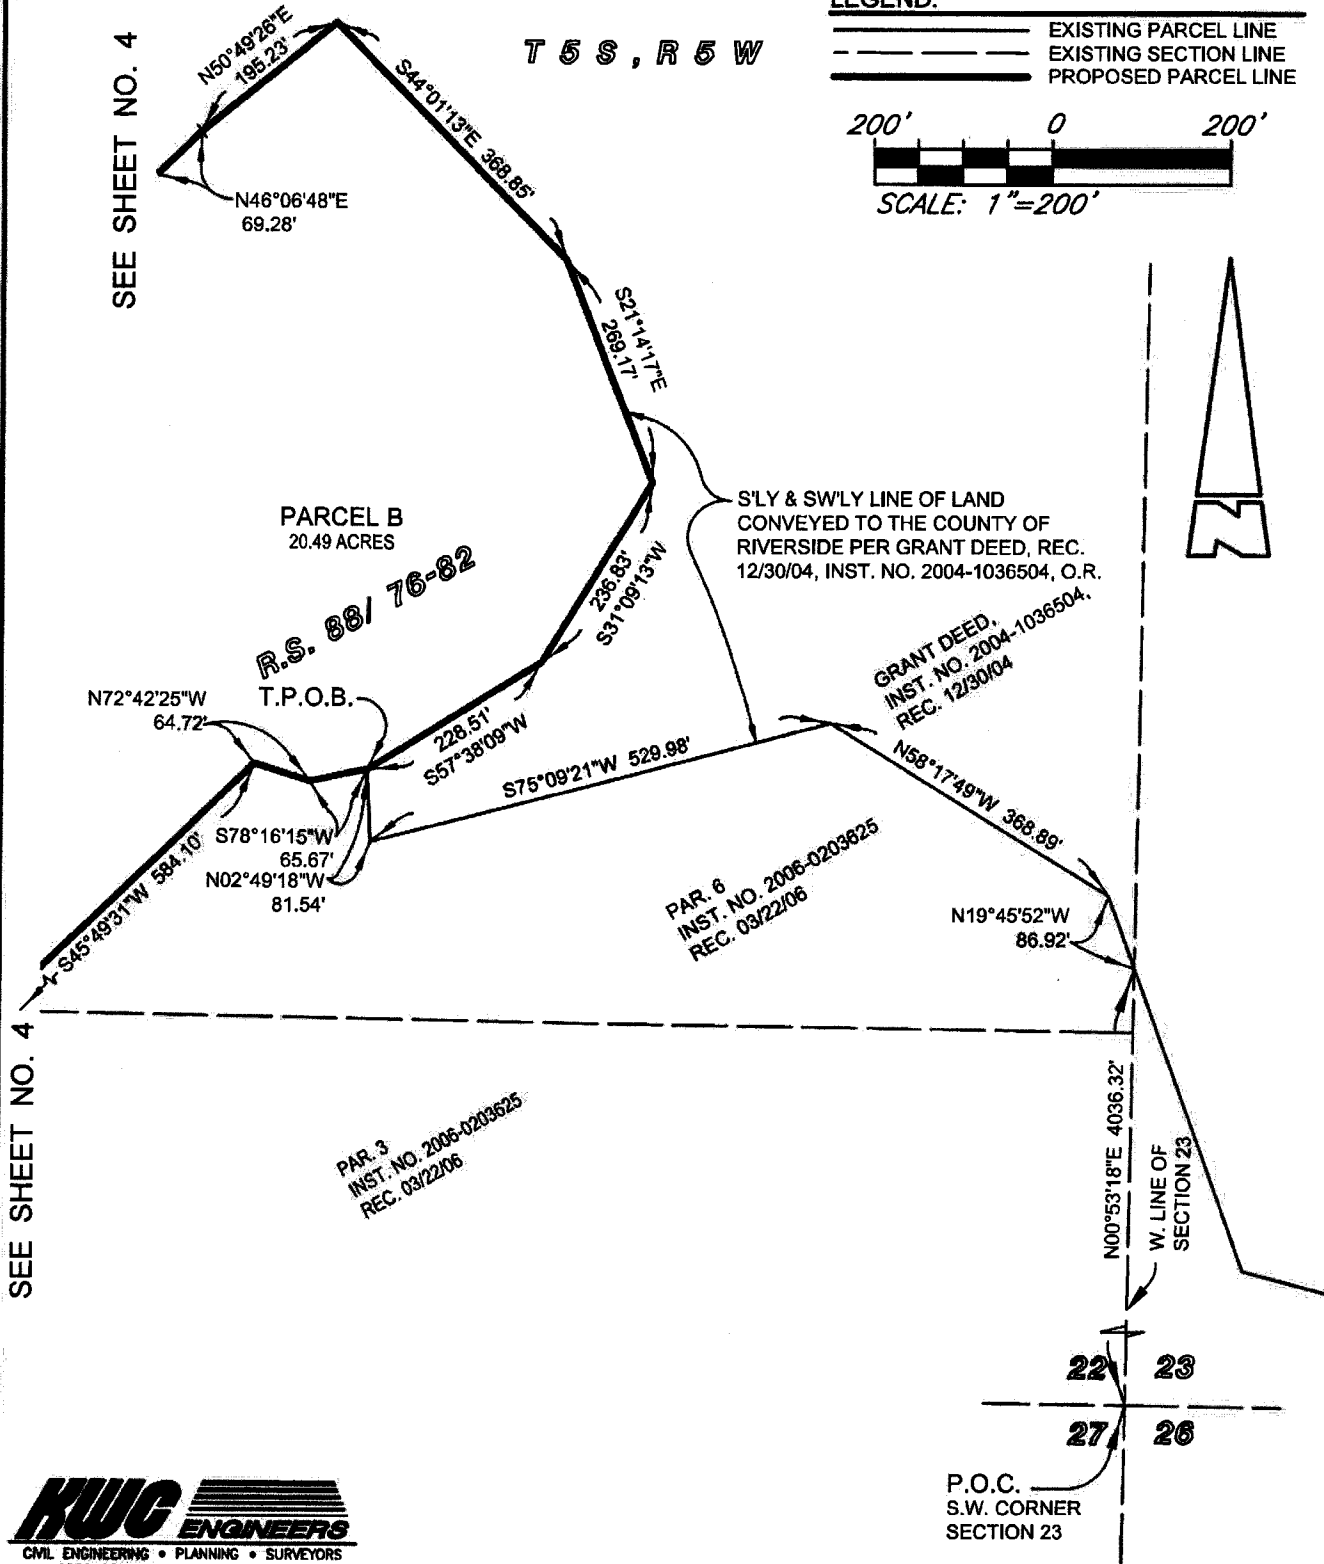 LEGEND:
EXISTING PARCEL LINE
EXISTING SECTION LINE
PROPOSED PARCEL LINE
T 5 S , R 5 W
200' 0 200'
SCALE: 1"=200'
SEE SHEET NO. 4
N50°49'26"E
195.23'
S44°01'13"E 368.85'
N46°06'48"E
69.28'
S21°14'17"E
269.17'
N
S'LY & SW'LY LINE OF LAND
CONVEYED TO THE COUNTY OF
RIVERSIDE PER GRANT DEED, REC.
12/30/04, INST. NO. 2004-1036504, O.R.
PARCEL B
20.49 ACRES
R.S. 88/ 76-82
236.83'
S31°09'13"W
GRANT DEED,
INST. NO. 2004-1036504,
REC. 12/30/04
N72°42'25"W
64.72'
T.P.O.B.
228.51'
S57°38'09"W
S75°09'21"W 529.98'
N58°17'49"W 368.89'
S78°16'15"W
65.67'
N02°49'18"W
81.54'
S45°49'31"W 584.10'
PAR. 6
INST. NO. 2006-0203625
REC. 03/22/06
N19°45'52"W
86.92'
SEE SHEET NO. 4
PAR. 3
INST. NO. 2006-0203625
REC. 03/22/06
N00°53'18"E 4036.32'
W. LINE OF
SECTION 23
22 23
27 26
P.O.C.
S.W. CORNER
SECTION 23
KWC
ENGINEERS
CIVIL ENGINEERING • PLANNING • SURVEYORS